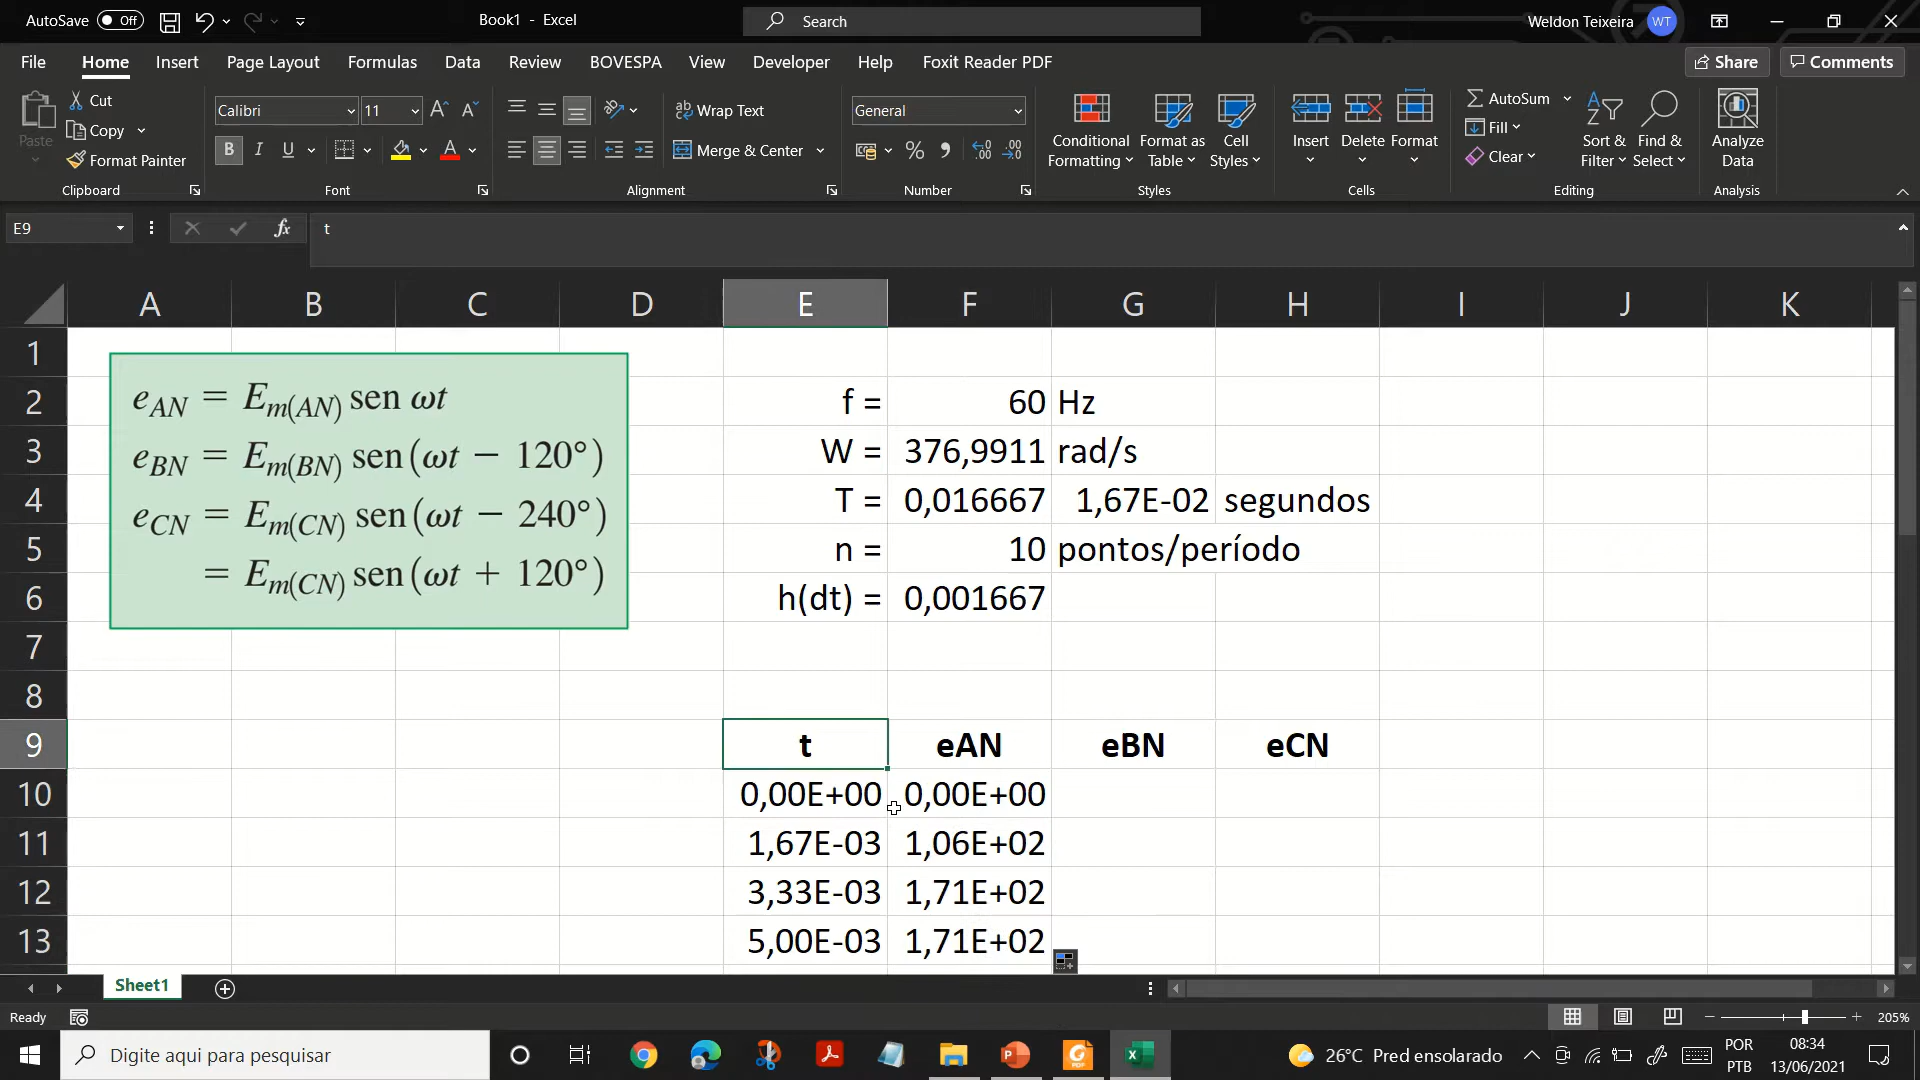 AutoSave Off
Book1 - Excel
Search
Weldon Teixeira WT
File Home Insert Page Layout Formulas Data Review BOVESPA View Developer Help Foxit Reader PDF Share Comments
Paste
Cut
Copy
Format Painter
Clipboard
Calibri 11
B I U
Font
Wrap Text
Merge & Center
Alignment
General
Number
Conditional Formatting
Format as Table
Cell Styles
Styles
Insert Delete Format
Cells
AutoSum
Fill
Clear
Sort & Filter
Find & Select
Editing
Analyze Data
Analysis
E9 fx t
A B C D E F G H I J K
1
2 f = 60 Hz
3 W = 376,9911 rad/s
4 T = 0,016667 1,67E-02 segundos
5 n = 10 pontos/período
6 h(dt) = 0,001667
7
8
9 t eAN eBN eCN
10 0,00E+00 0,00E+00
11 1,67E-03 1,06E+02
12 3,33E-03 1,71E+02
13 5,00E-03 1,71E+02
e_AN = E_m(AN) sen ωt
e_BN = E_m(BN) sen(ωt − 120°)
e_CN = E_m(CN) sen(ωt − 240°)
= E_m(CN) sen(ωt + 120°)
Sheet1
Ready
205%
Digite aqui para pesquisar
26°C Pred ensolarado
POR
PTB
08:34
13/06/2021